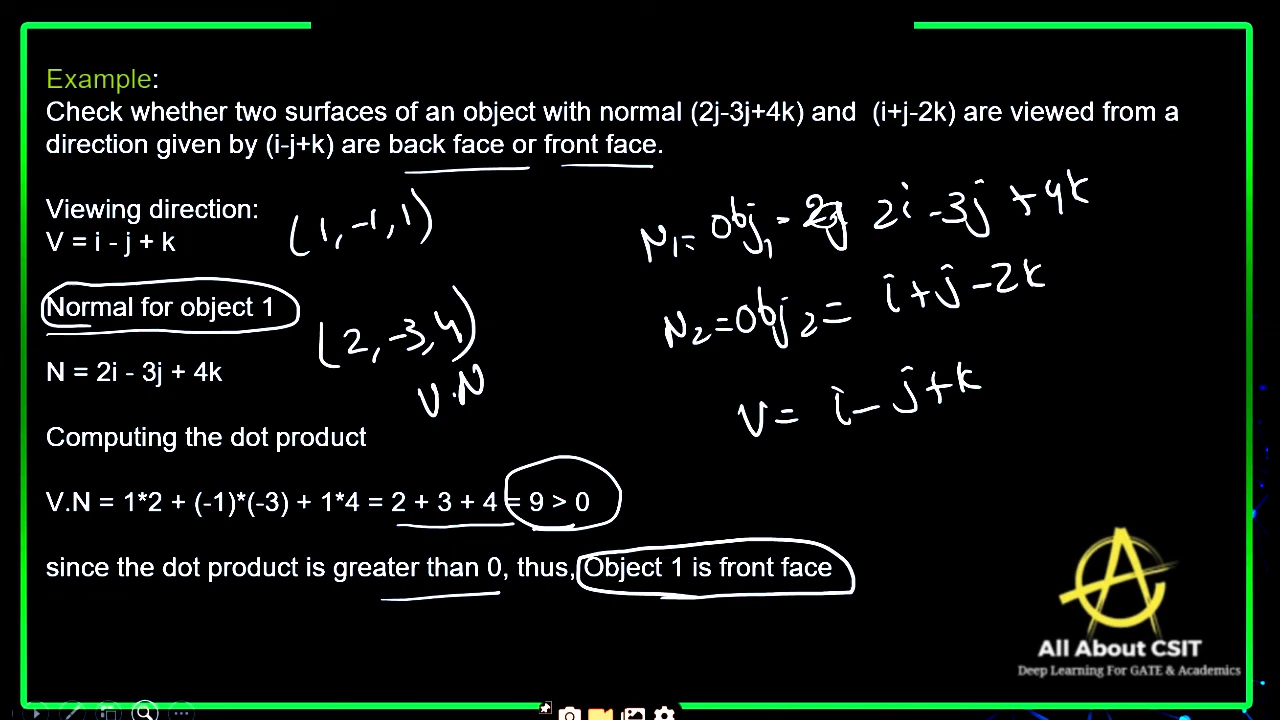 Example:
Check whether two surfaces of an object with normal (2j-3j+4k) and (i+j-2k) are viewed from a
direction given by (i-j+k) are back face or front face.
Viewing direction:
V = i - j + k
(1, -1, 1)
Normal for object 1
(2, -3, 4)
N = 2i - 3j + 4k
V.N
Computing the dot product
V.N = 1*2 + (-1)*(-3) + 1*4 = 2 + 3 + 4 = 9 > 0
since the dot product is greater than 0, thus, Object 1 is front face
N1 = Obj1 - 2i - 3j + 4k
N2 = Obj2 = i + j - 2k
V = i - j + k
All About CSIT
Deep Learning For GATE & Academics